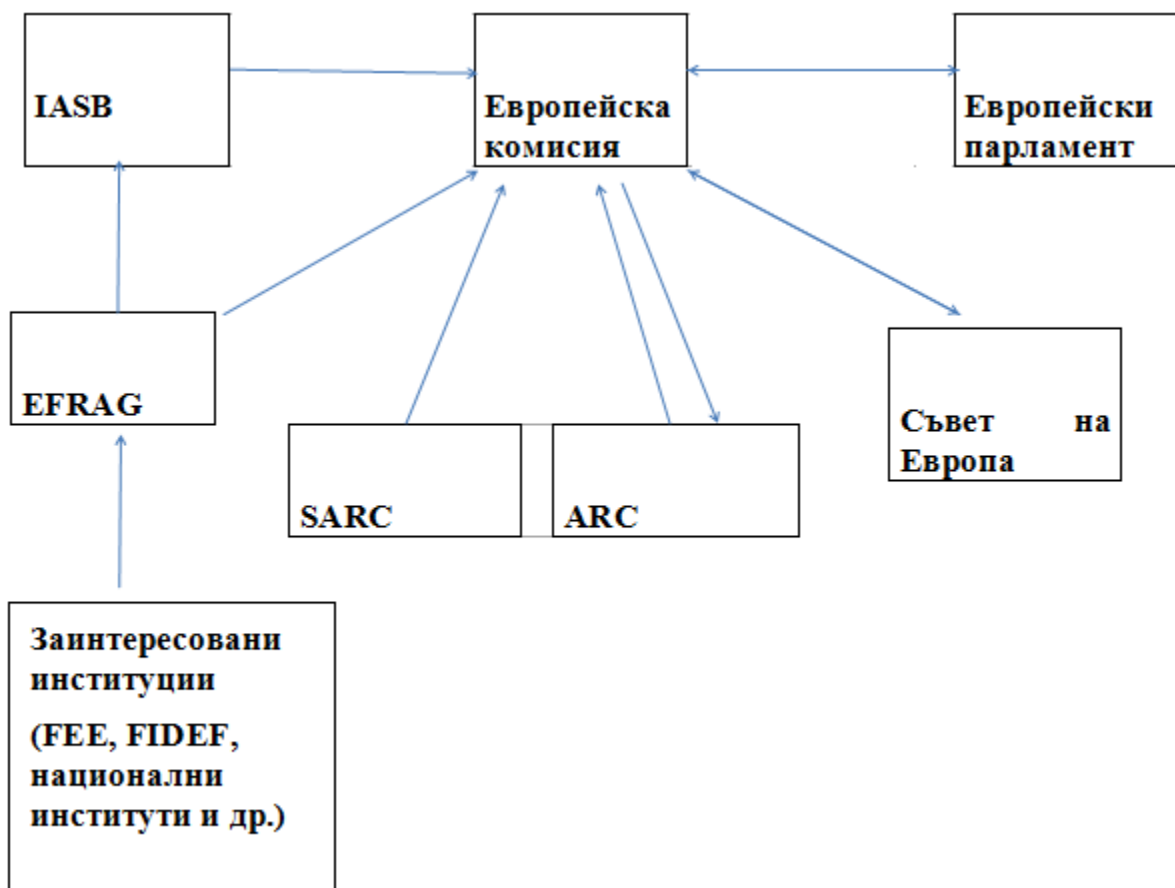 IASB
Европейска
комисия
Европейски
парламент
EFRAG
SARC
ARC
Съвет на
Европа
Заинтересовани
институции
(FEE, FIDEF,
национални
институти и др.)